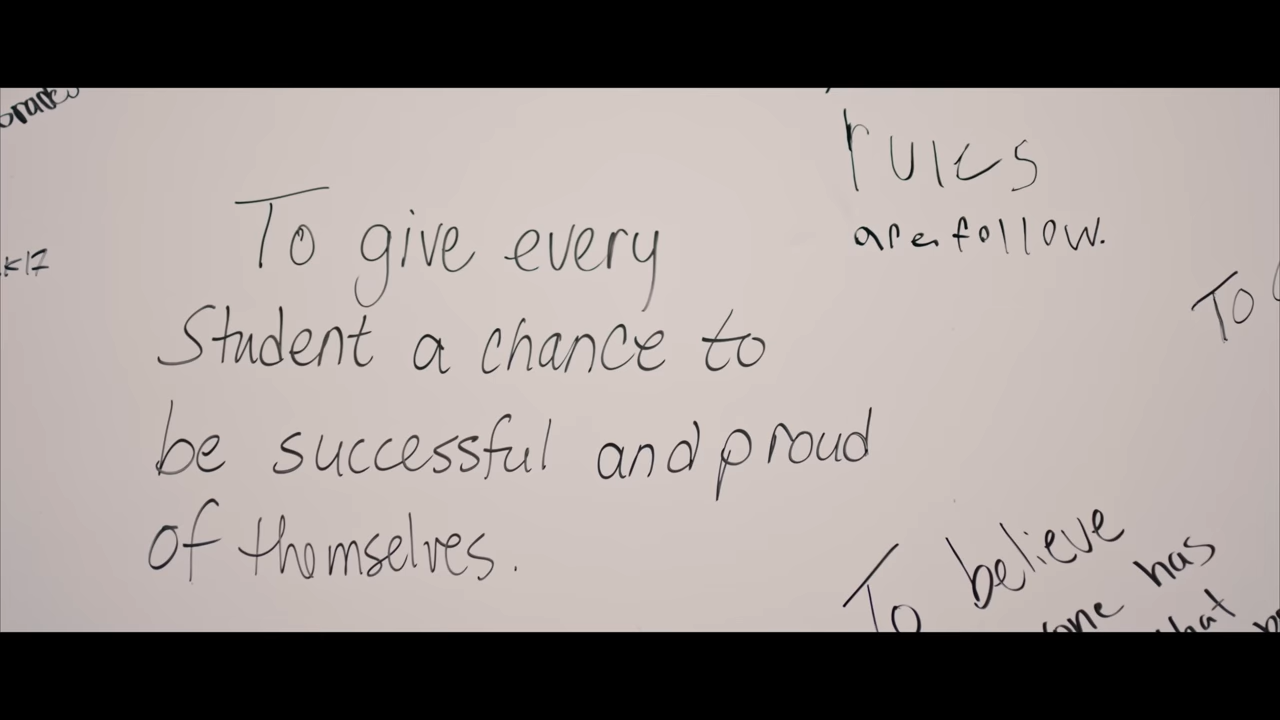 To give every
Student a chance to
be successful and proud
of themselves.
rules
are follow.
To
To believe
has